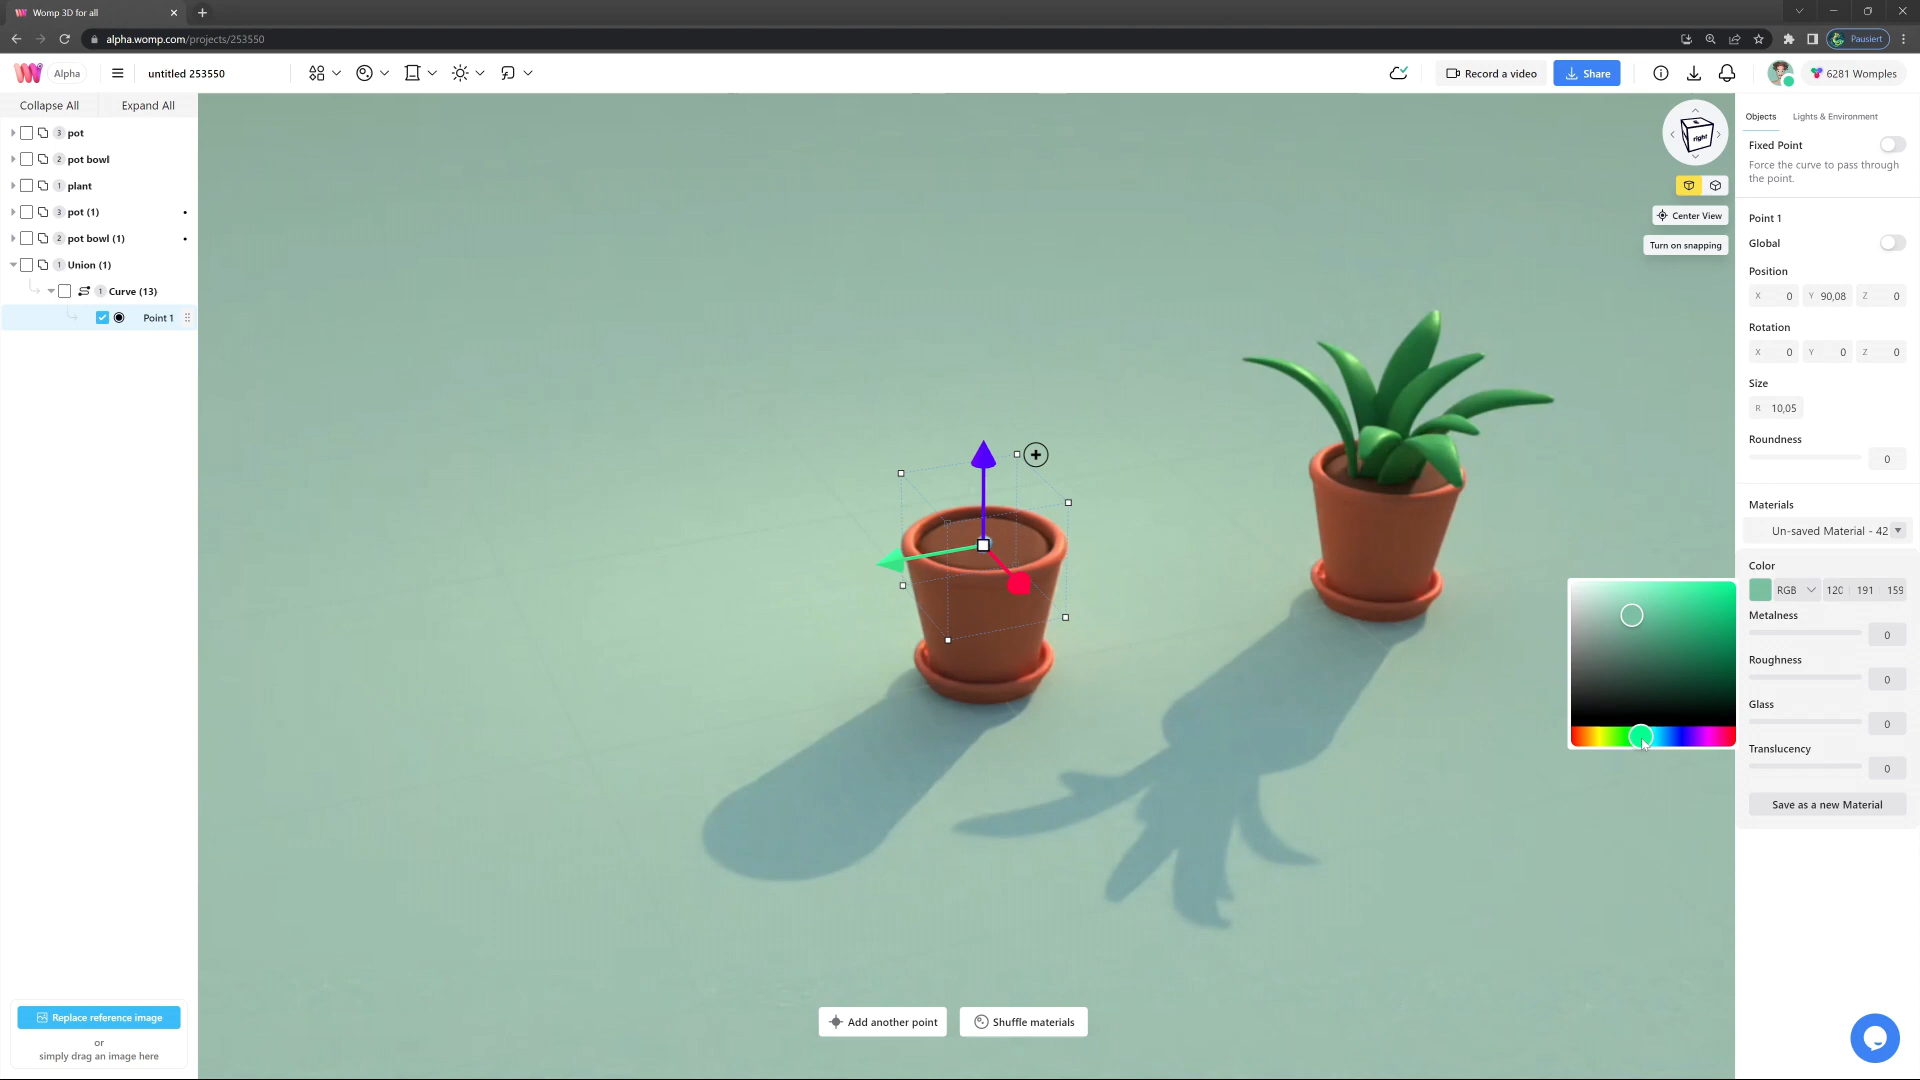 Womp 3D for all
alpha.womp.com/projects/253550
Pausiert
Alpha
untitled 253550
Record a video
Share
6281 Womples
Collapse All
Expand All
3 pot
2 pot bowl
1 plant
3 pot (1)
2 pot bowl (1)
1 Union (1)
1 Curve (13)
Point 1
Replace reference image
or
simply drag an image here
right
Center View
Turn on snapping
Add another point
Shuffle materials
Objects
Lights & Environment
Fixed Point
Force the curve to pass through
the point.
Point 1
Global
Position
X 0 Y 90,08 Z 0
Rotation
X 0 Y 0 Z 0
Size
R 10,05
Roundness
0
Materials
Un-saved Material - 42
Color
RGB 120 191 159
Metalness
0
Roughness
0
Glass
0
Translucency
0
Save as a new Material